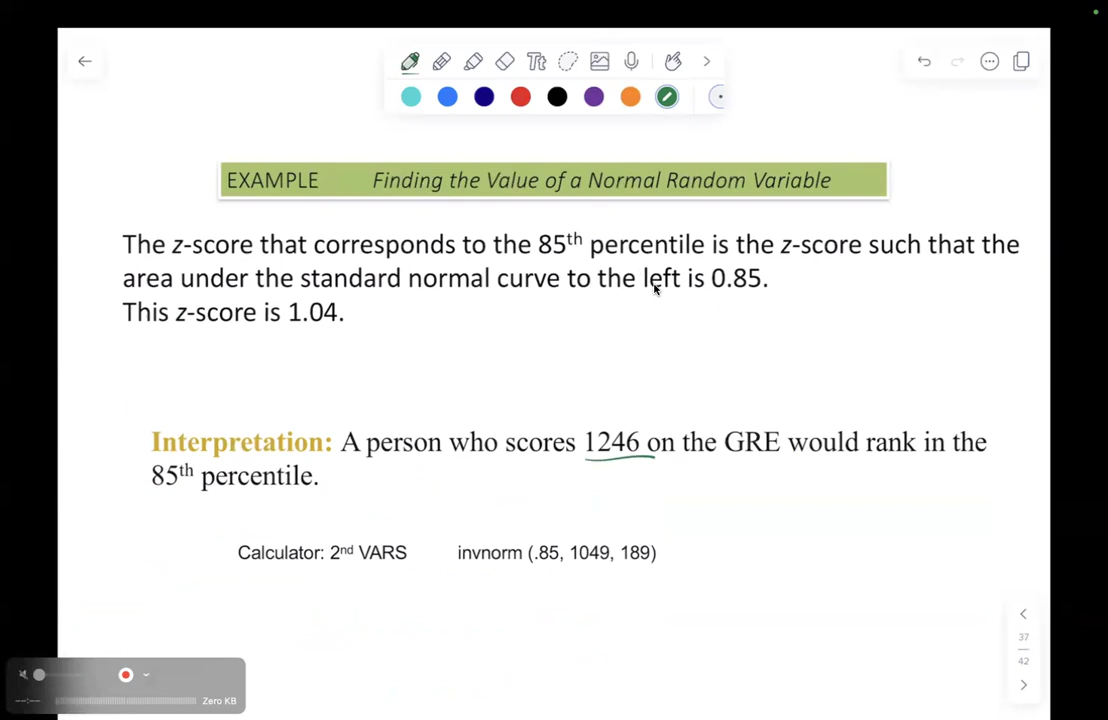 Tt
EXAMPLE Finding the Value of a Normal Random Variable
The z-score that corresponds to the 85th percentile is the z-score such that the
area under the standard normal curve to the left is 0.85.
This z-score is 1.04.
Interpretation: A person who scores 1246 on the GRE would rank in the
85th percentile.
Calculator: 2nd VARS invnorm (.85, 1049, 189)
37
42
--:-- Zero KB